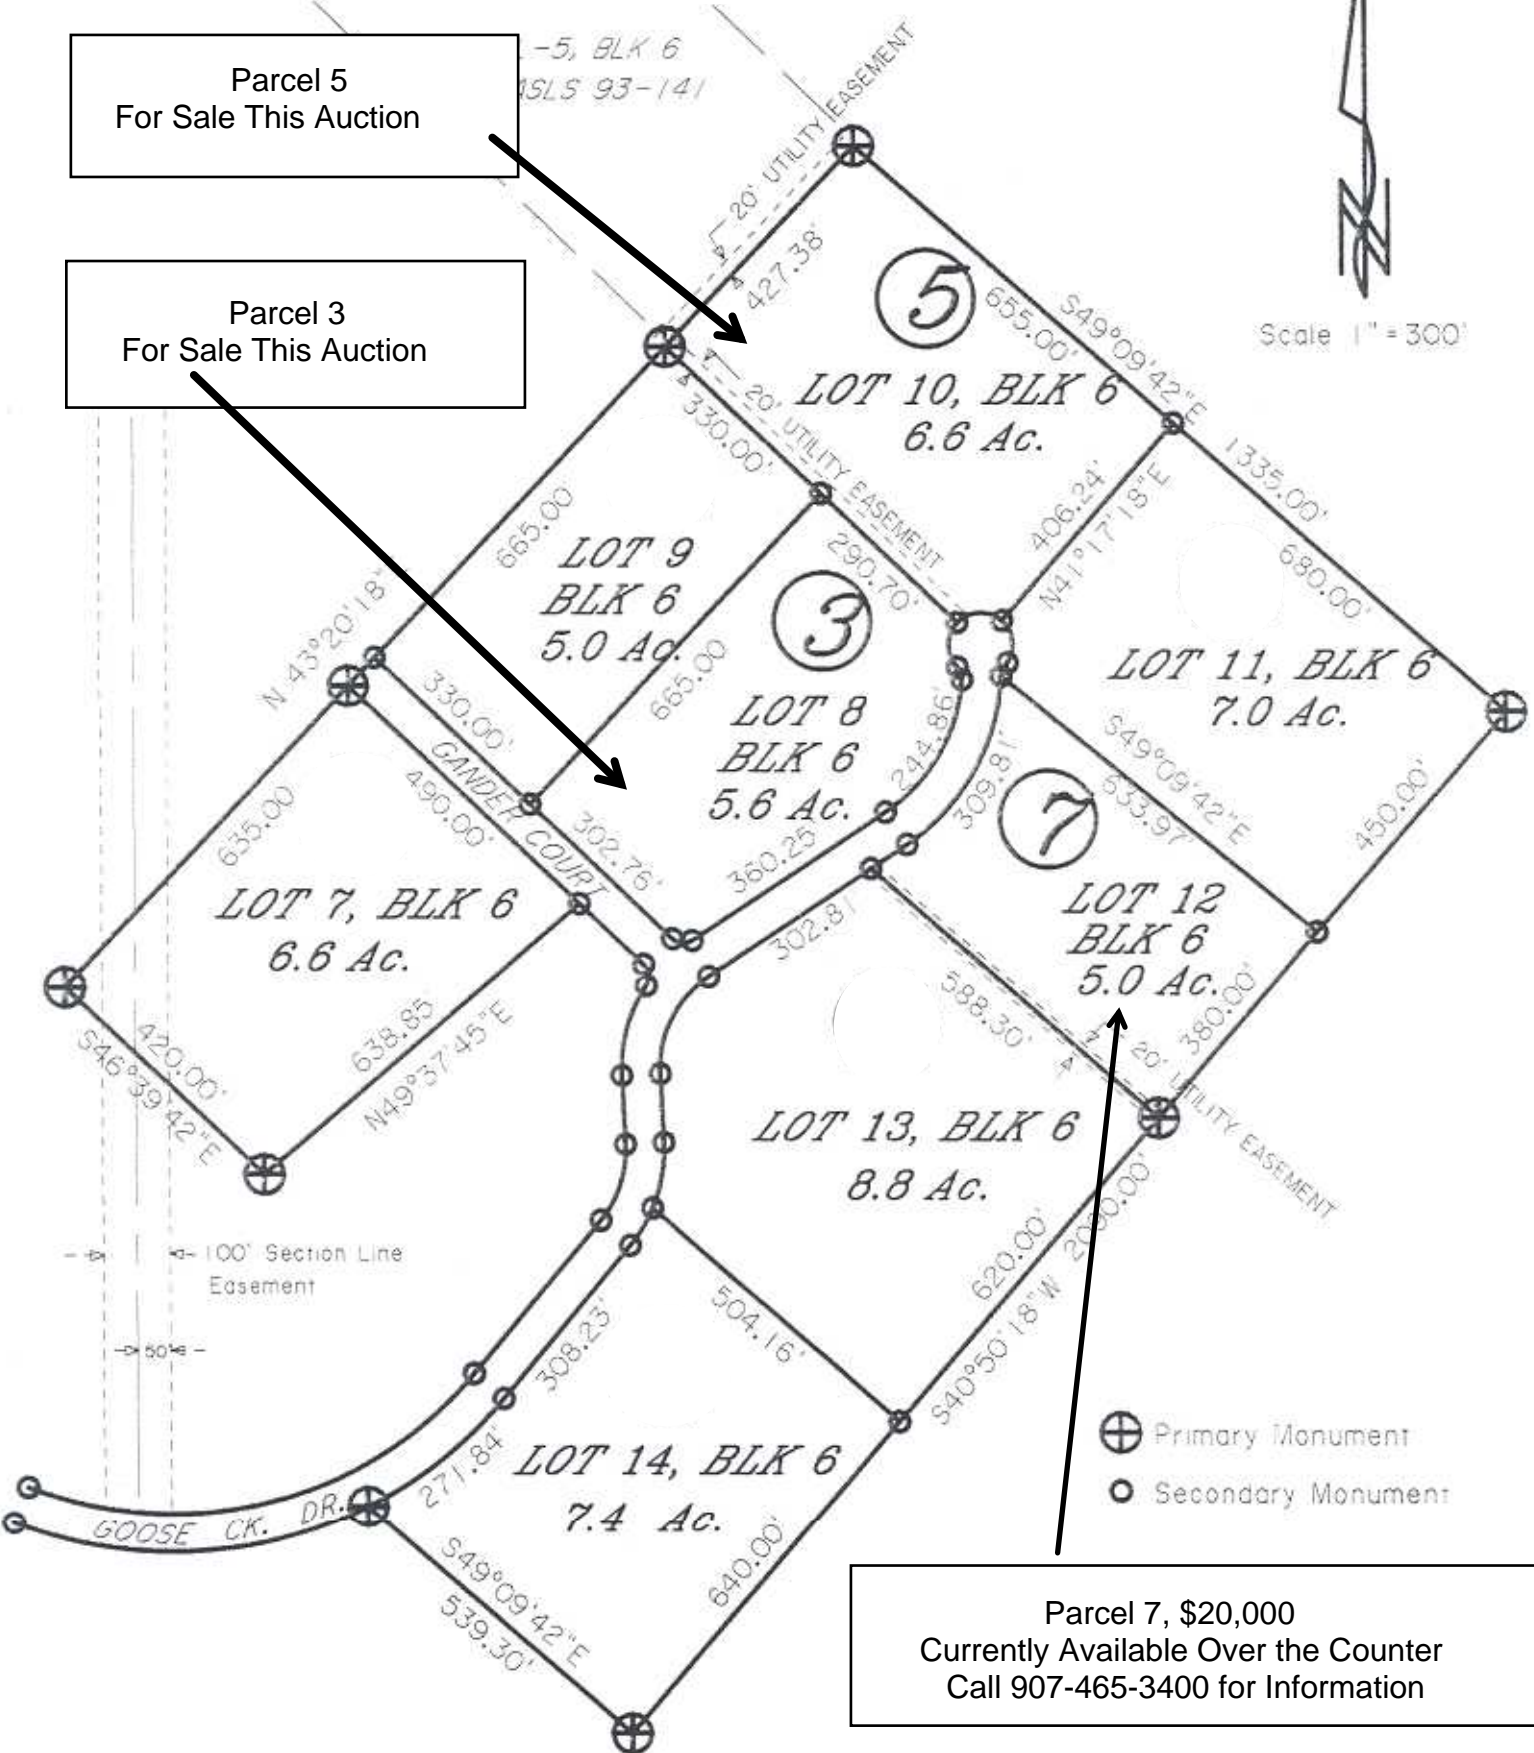 -5, BLK 6
ASLS 93-141
Parcel 5
For Sale This Auction
20' UTILITY EASEMENT
427.38'
5
655.00'
S49°09'42"E
1335.00'
N
Scale 1" = 300'
Parcel 3
For Sale This Auction
LOT 10, BLK 6
6.6 Ac.
20' UTILITY EASEMENT
330.00'
665.00
LOT 9
BLK 6
5.0 Ac.
290.70'
406.24'
N41°17'18"E
680.00'
N 43°20'18"
3
665.00
LOT 8
BLK 6
5.6 Ac.
LOT 11, BLK 6
7.0 Ac.
330.00'
GANDER COURT
490.00'
302.76'
244.86'
309.81'
360.25'
S49°09'42"E
633.97'
450.00'
7
635.00
LOT 7, BLK 6
6.6 Ac.
LOT 12
BLK 6
5.0 Ac.
302.81
588.30'
380.00'
20' UTILITY EASEMENT
420.00'
S46°39'42"E
638.85'
N49°37'45"E
LOT 13, BLK 6
8.8 Ac.
100' Section Line
Easement
50'
620.00'
S40°50'18"W 2090.00'
504.16'
308.23'
271.84'
LOT 14, BLK 6
7.4 Ac.
Primary Monument
Secondary Monument
GOOSE CK. DR.
S49°09'42"E
539.30'
640.00'
Parcel 7, $20,000
Currently Available Over the Counter
Call 907-465-3400 for Information